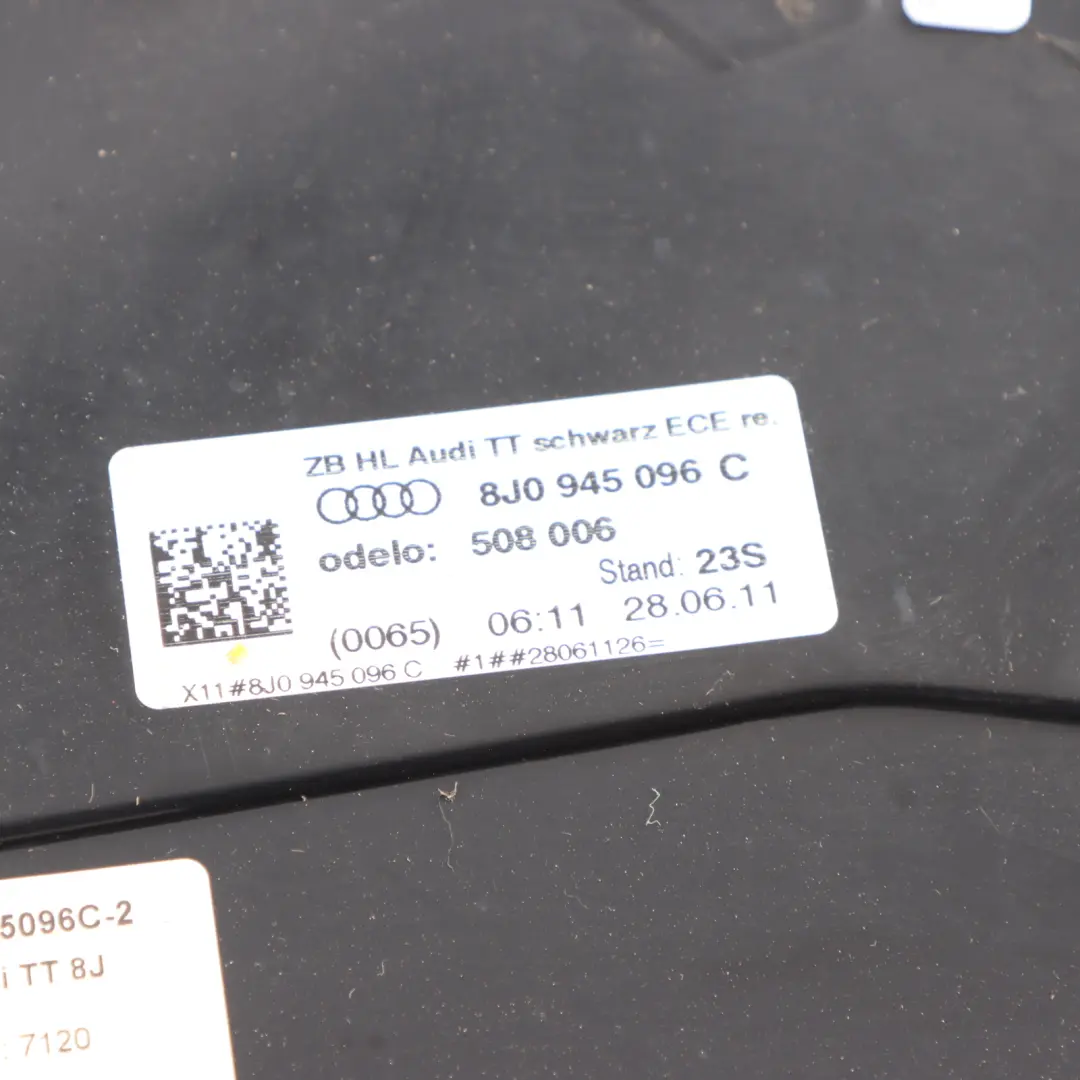 ZB HL Audi TT schwarz ECE re.
8J0 945 096 C
odelo: 508 006
Stand: 23S
(0065) 06:11 28.06.11
X11#8J0 945 096 C #1##28061126=
5096C-2
i TT 8J
: 7120